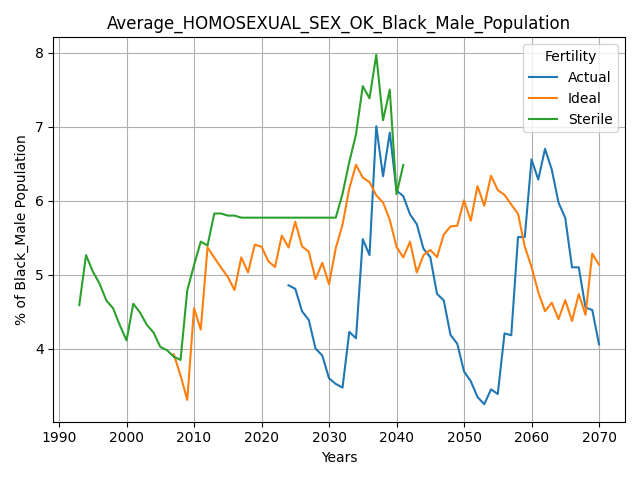 Average_HOMOSEXUAL_SEX_OK_Black_Male_Population
% of Black_Male Population
8
7
6
5
4
Fertility
Actual
Ideal
Sterile
1990 2000 2010 2020 2030 2040 2050 2060 2070
Years